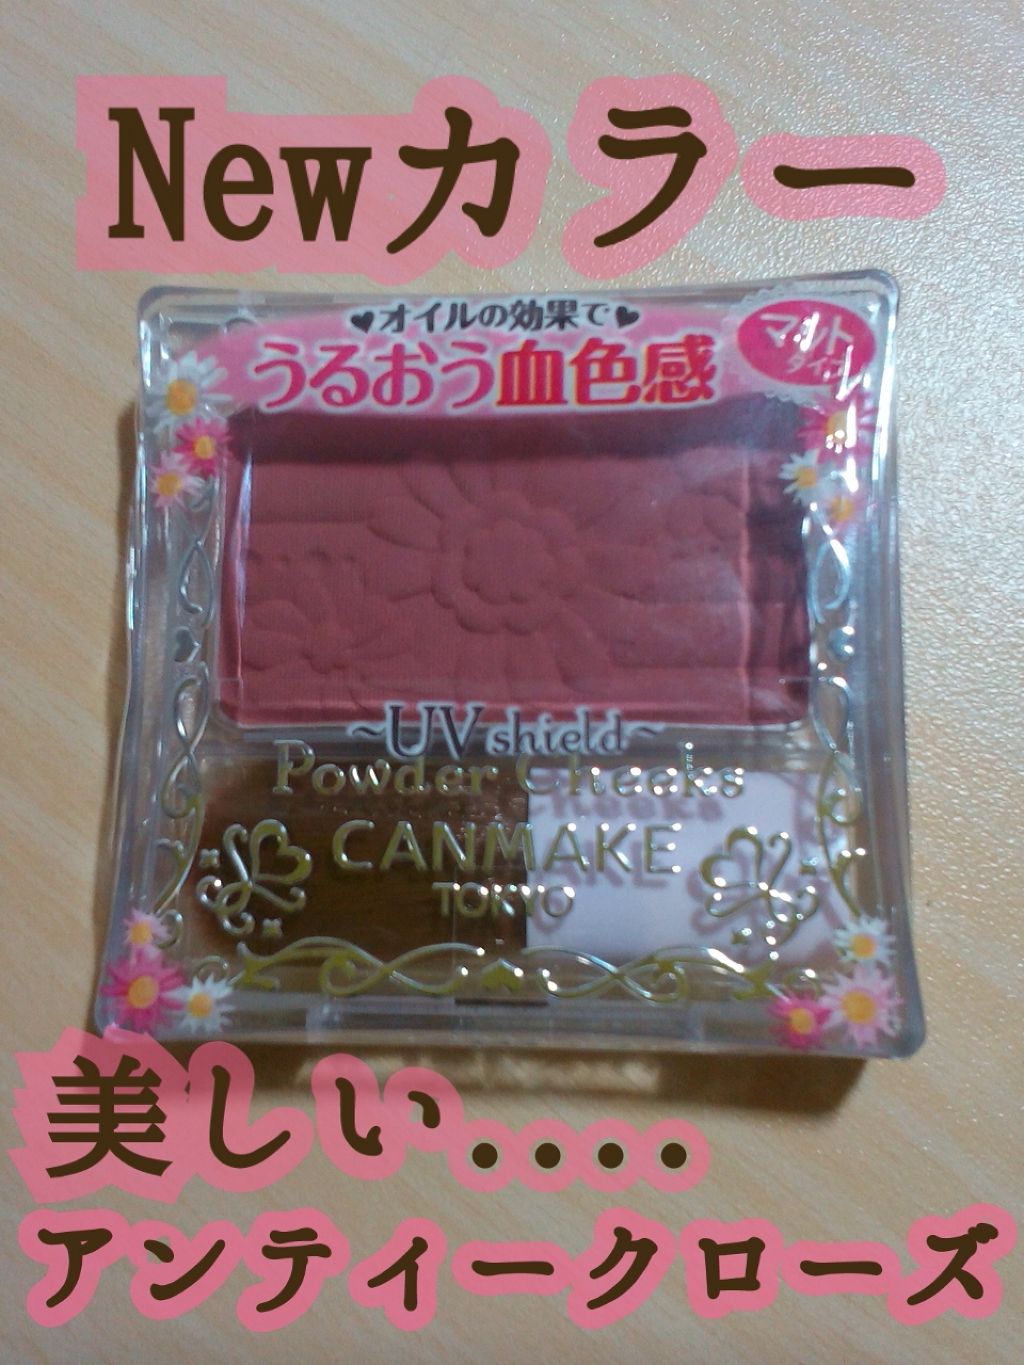 Newカラー
♥オイルの効果で♥
うるおう血色感
マットタイプ
~UV shield~
Powder Cheeks
CANMAKE
TOKYO
美しい....
アンティークローズ